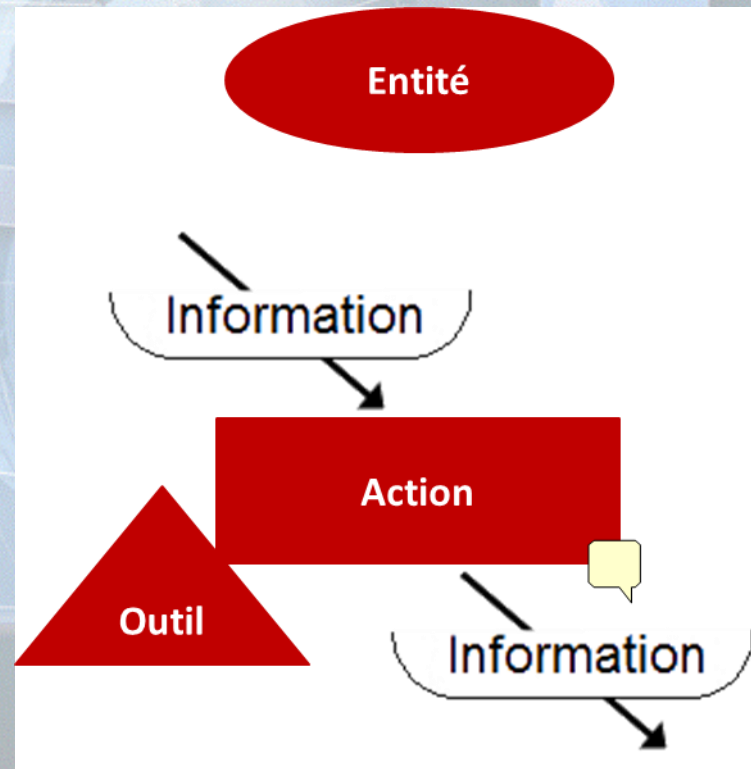 Entité
Information
Action
Outil
Information